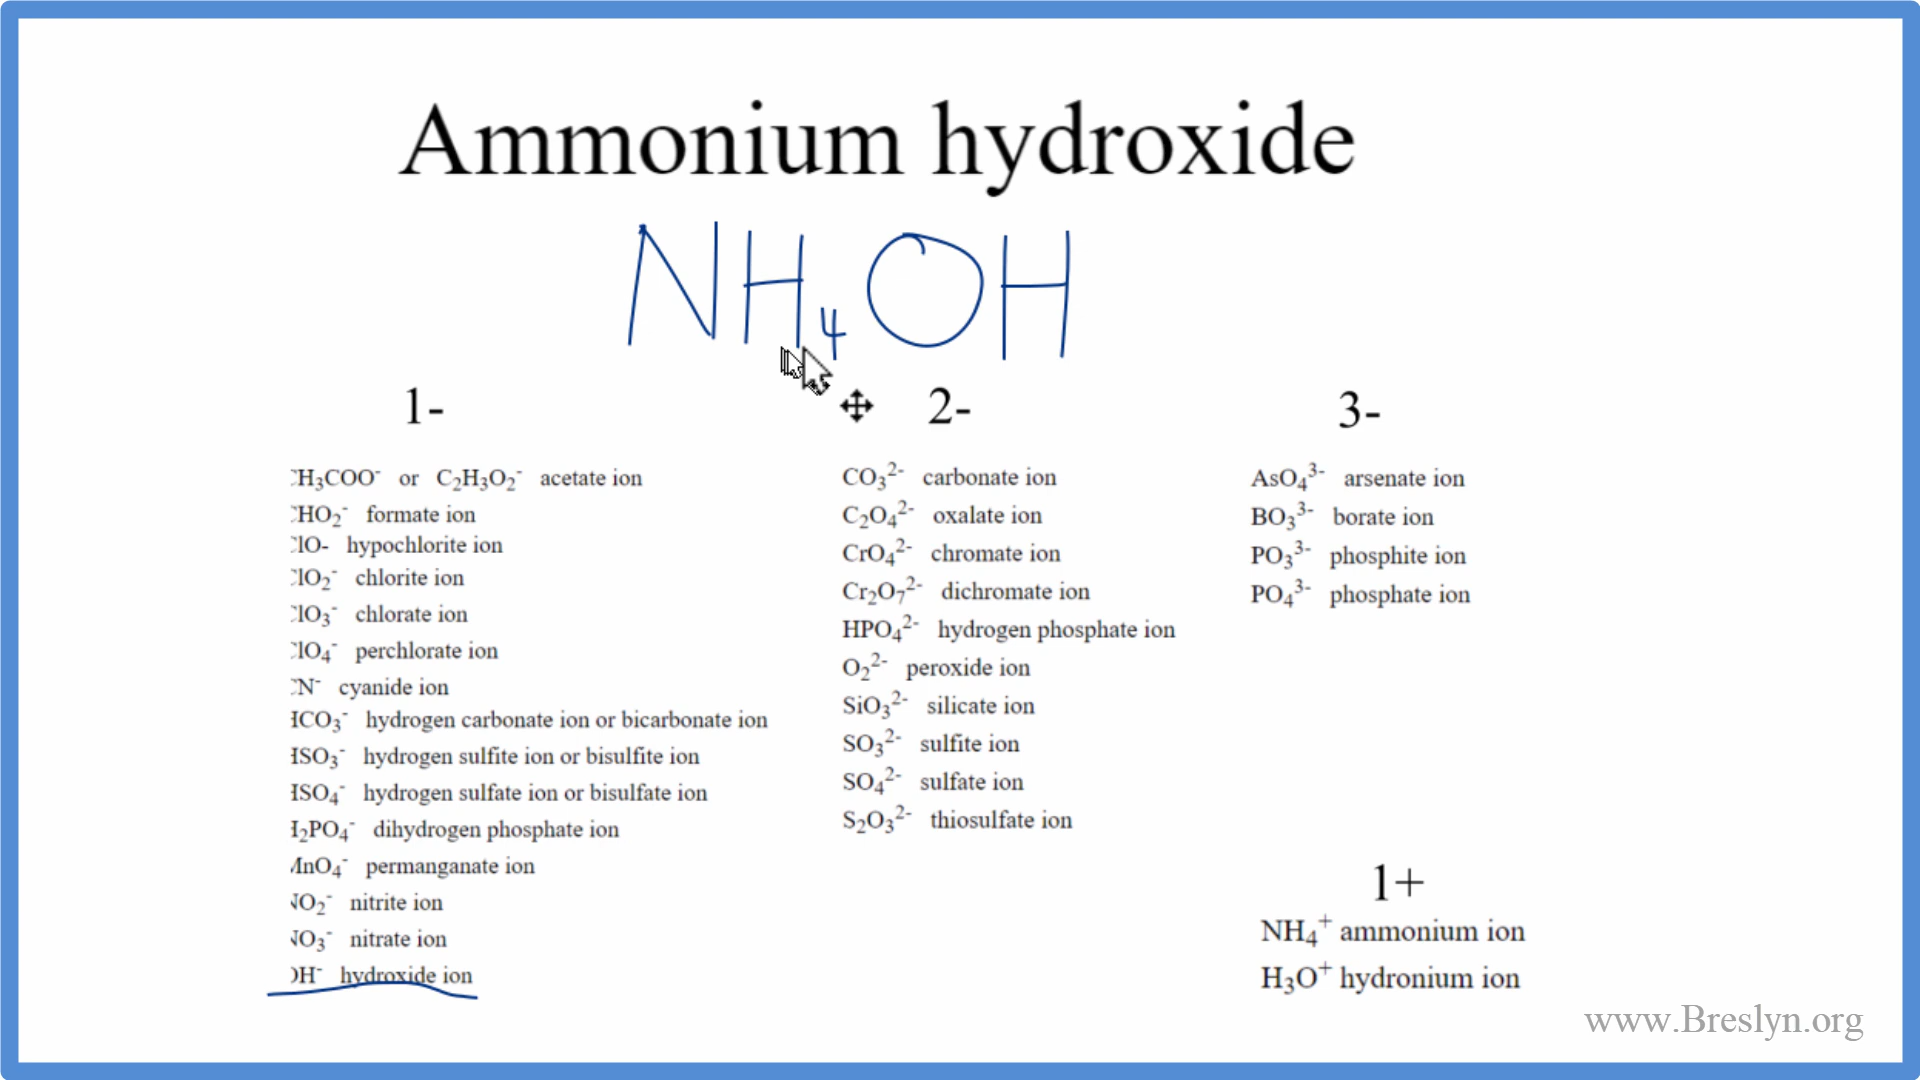 Ammonium hydroxide
NH₄OH
1-
H₃COO⁻ or C₂H₃O₂⁻ acetate ion
HO₂⁻ formate ion
lO- hypochlorite ion
lO₂⁻ chlorite ion
lO₃⁻ chlorate ion
lO₄⁻ perchlorate ion
N⁻ cyanide ion
CO₃⁻ hydrogen carbonate ion or bicarbonate ion
SO₃⁻ hydrogen sulfite ion or bisulfite ion
SO₄⁻ hydrogen sulfate ion or bisulfate ion
₂PO₄⁻ dihydrogen phosphate ion
nO₄⁻ permanganate ion
O₂⁻ nitrite ion
O₃⁻ nitrate ion
H⁻ hydroxide ion
2-
CO₃²⁻ carbonate ion
C₂O₄²⁻ oxalate ion
CrO₄²⁻ chromate ion
Cr₂O₇²⁻ dichromate ion
HPO₄²⁻ hydrogen phosphate ion
O₂²⁻ peroxide ion
SiO₃²⁻ silicate ion
SO₃²⁻ sulfite ion
SO₄²⁻ sulfate ion
S₂O₃²⁻ thiosulfate ion
3-
AsO₄³⁻ arsenate ion
BO₃³⁻ borate ion
PO₃³⁻ phosphite ion
PO₄³⁻ phosphate ion
1+
NH₄⁺ ammonium ion
H₃O⁺ hydronium ion
www.Breslyn.org